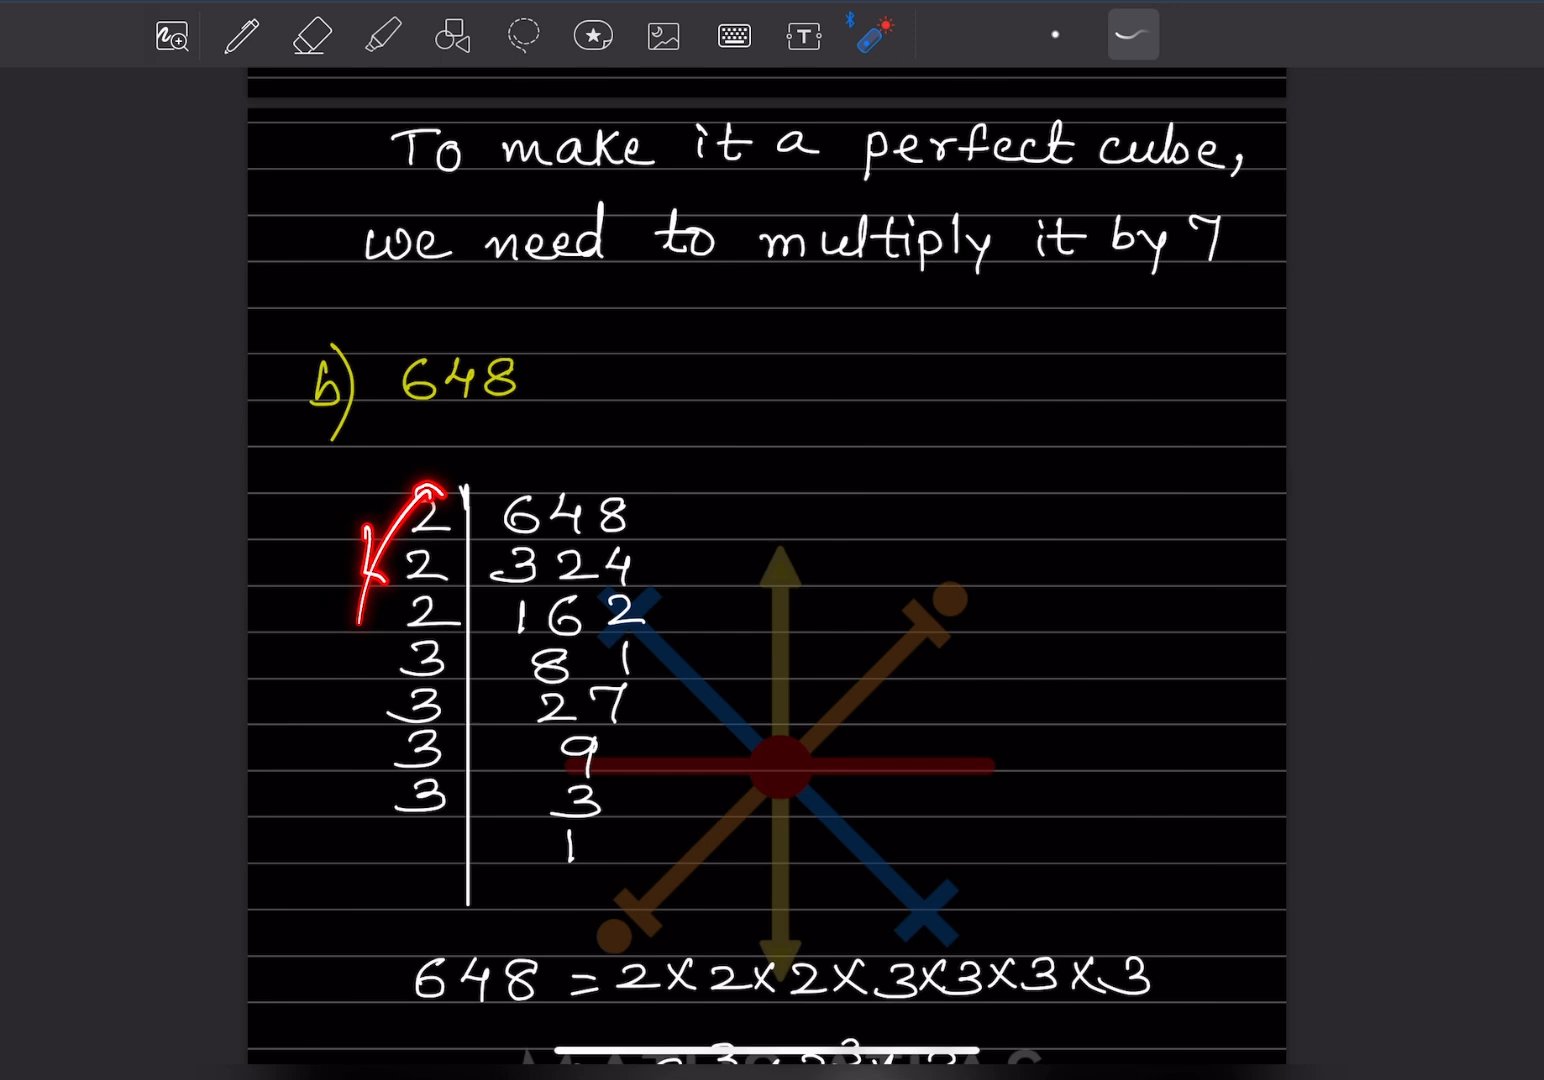 To make it a perfect cube,
we need to multiply it by 7
b) 648
2 | 648
2 | 324
2 | 162
3 | 81
3 | 27
3 | 9
3 | 3
1
648 = 2×2×2×3×3×3×3